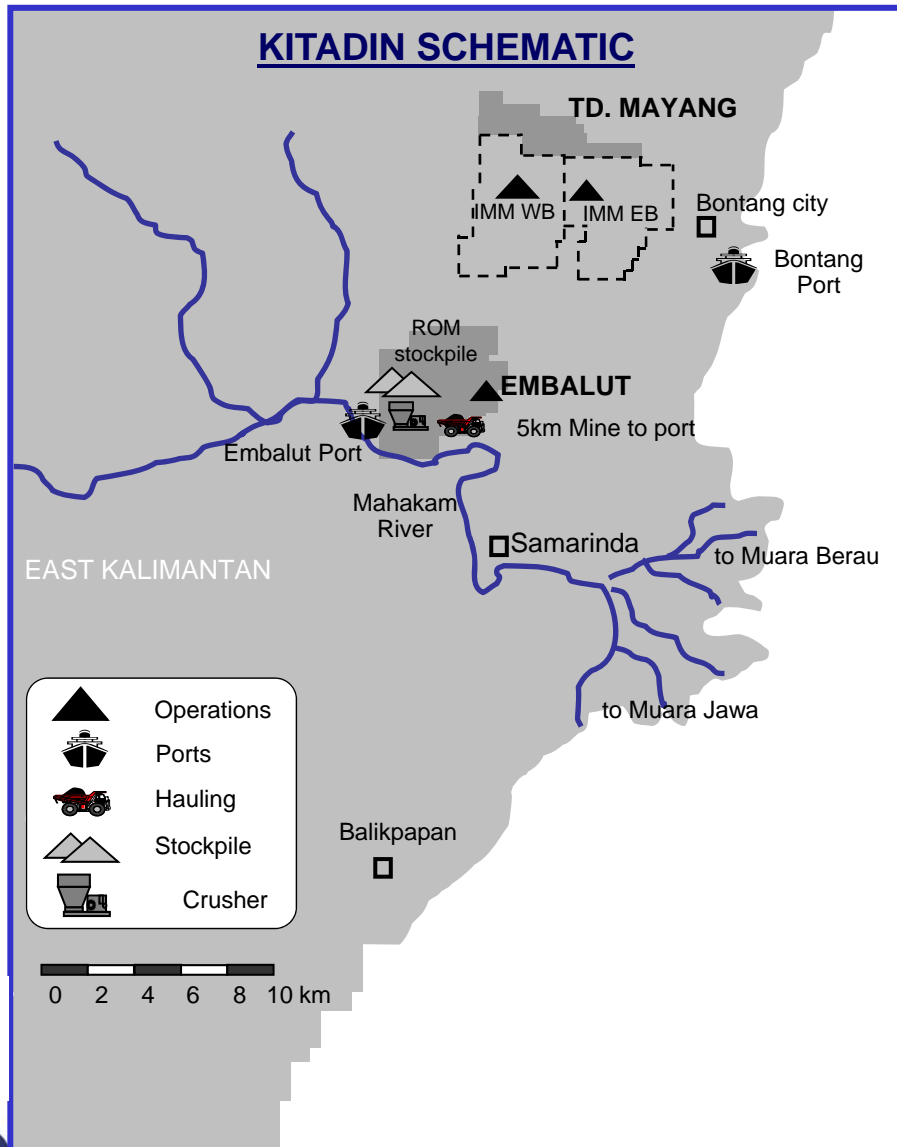 KITADIN SCHEMATIC
TD. MAYANG
IMM WB
IMM EB
Bontang city
Bontang
Port
ROM
stockpile
EMBALUT
5km Mine to port
Embalut Port
Mahakam
River
Samarinda
to Muara Berau
EAST KALIMANTAN
to Muara Jawa
Operations
Ports
Hauling
Stockpile
Crusher
Balikpapan
0 2 4 6 8 10 km